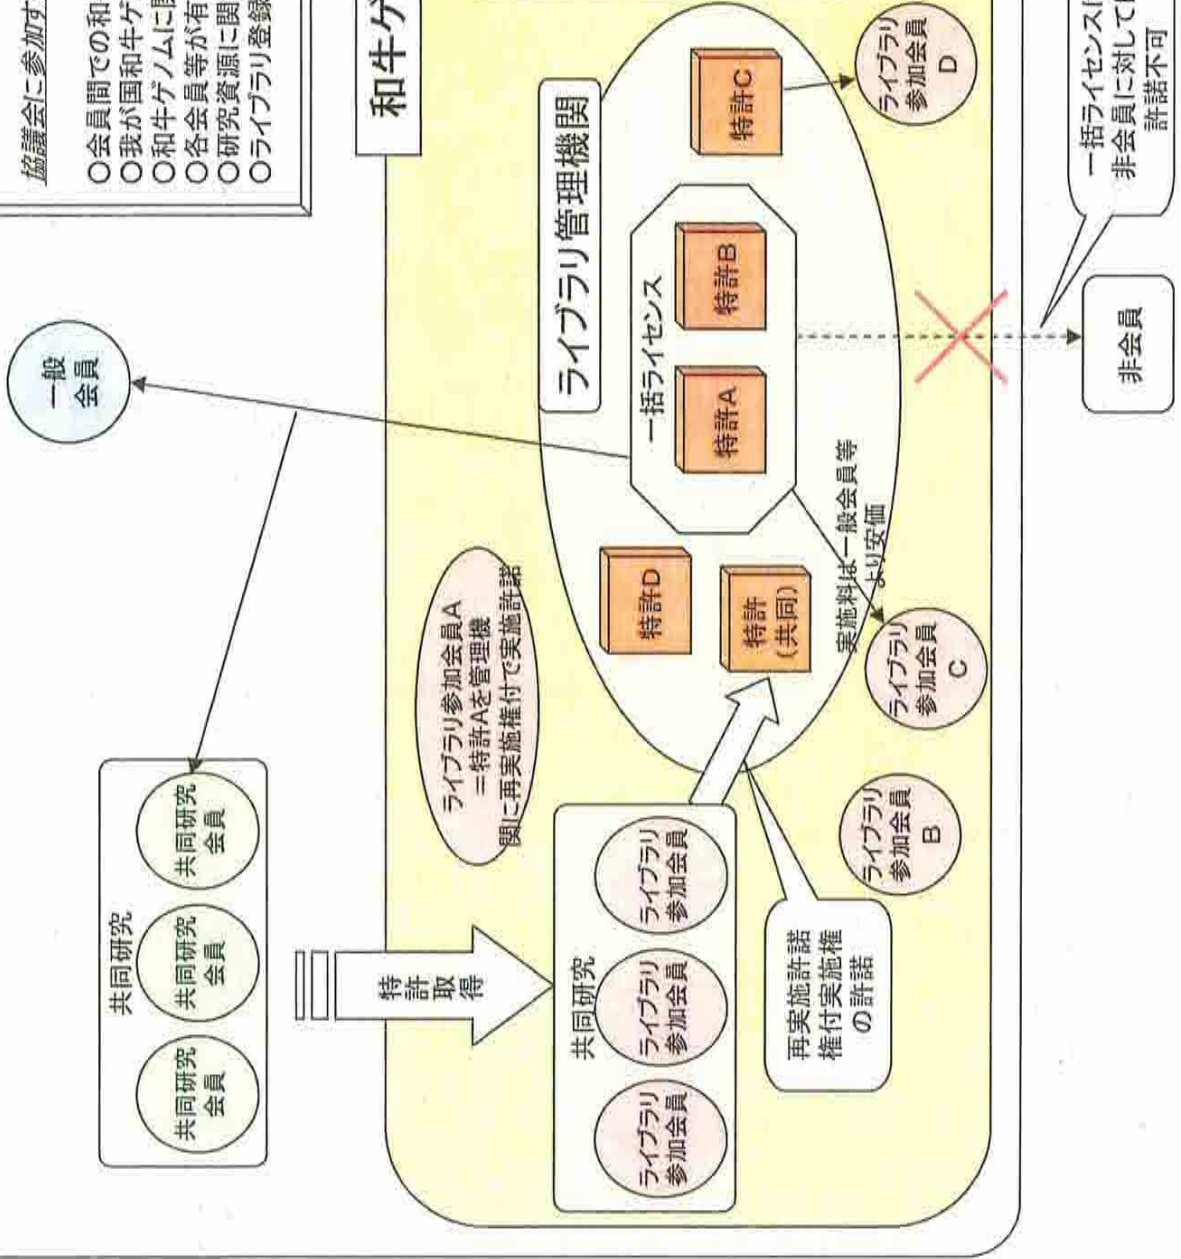 協議会に参加す
○会員間での和
○我が国和牛ゲ
○和牛ゲノムに関
○各会員等が有
○研究資源に関
○ライブラリ登録
一般
会員
共同研究
共同研究
会員
共同研究
会員
共同研究
会員
特許取得
和牛ゲ
ライブラリ参加会員A
＝特許Aを管理機
関に再実施権付で実施許諾
ライブラリ管理機関
一括ライセンス
特許A
特許B
特許C
特許D
特許
（共同）
共同研究
ライブラリ
参加会員
ライブラリ
参加会員
ライブラリ
参加会員
再実施許諾
権付実施権
の許諾
実施料は一般会員等
より安価
ライブラリ
参加会員
B
ライブラリ
参加会員
C
ライブラリ
参加会員
D
非会員
一括ライセンスに
非会員に対しては
許諾不可